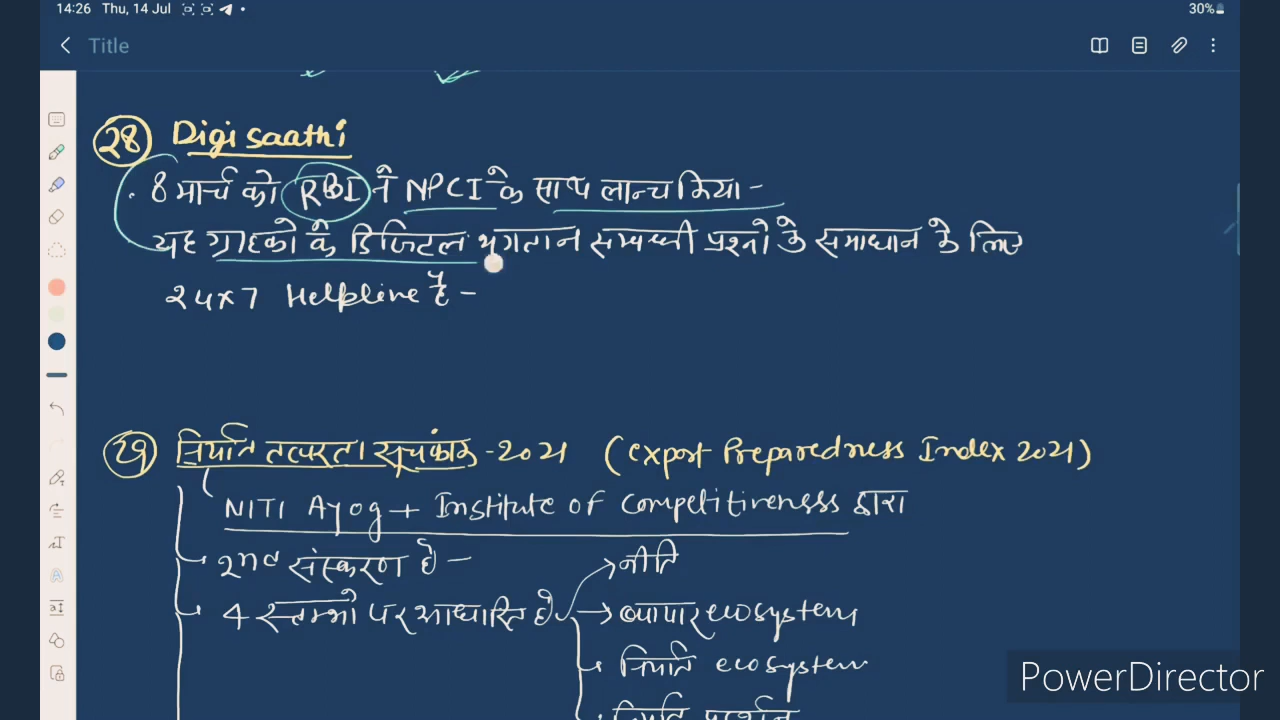 14:26 Thu, 14 Jul
30%
Title
28 Digi saathi
8 मार्च को RBI ने NPCI के साथ लान्च किया -
यह ग्राहको के डिजिटल भुगतान सम्बन्धी प्रश्नो के समाधान के लिए
24x7 Helpline है -
29 निर्यात तत्परता सूचकांक -2021 (Export Preparedness Index 2021)
NITI Ayog + Institute of Competitiveness द्वारा
2nd संस्करण है -
4 स्तम्भो पर आधारित है
→ नीति
→ व्यापार ecosystem
निर्यात ecosystem
निर्यात प्रदर्शन
PowerDirector